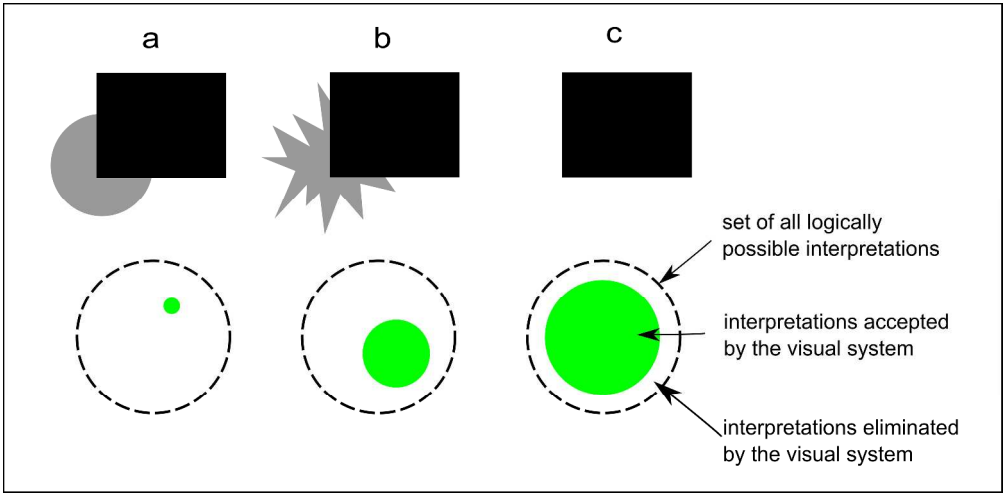 a
b
c
set of all logically
possible interpretations
interpretations accepted
by the visual system
interpretations eliminated
by the visual system